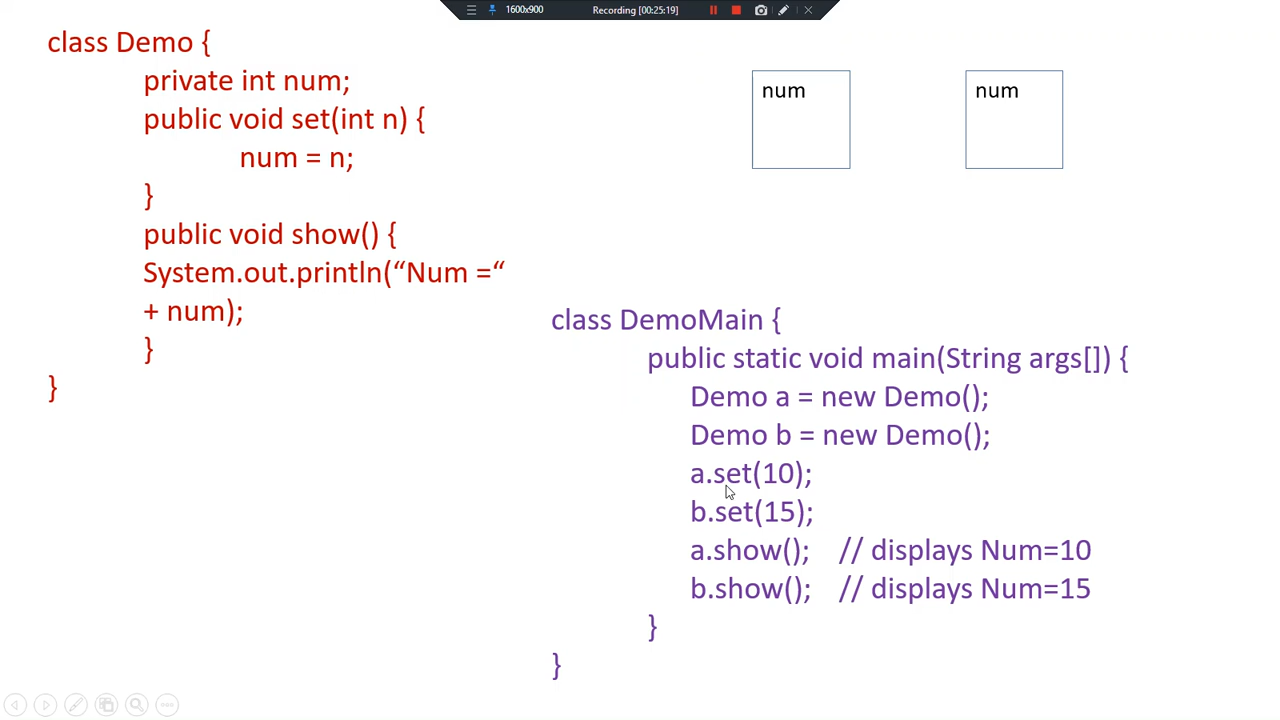 1600x900 Recording [00:25:19]
class Demo {
private int num;
public void set(int n) {
num = n;
}
public void show() {
System.out.println(“Num =“
+ num);
}
}
num num
class DemoMain {
public static void main(String args[]) {
Demo a = new Demo();
Demo b = new Demo();
a.set(10);
b.set(15);
a.show(); // displays Num=10
b.show(); // displays Num=15
}
}